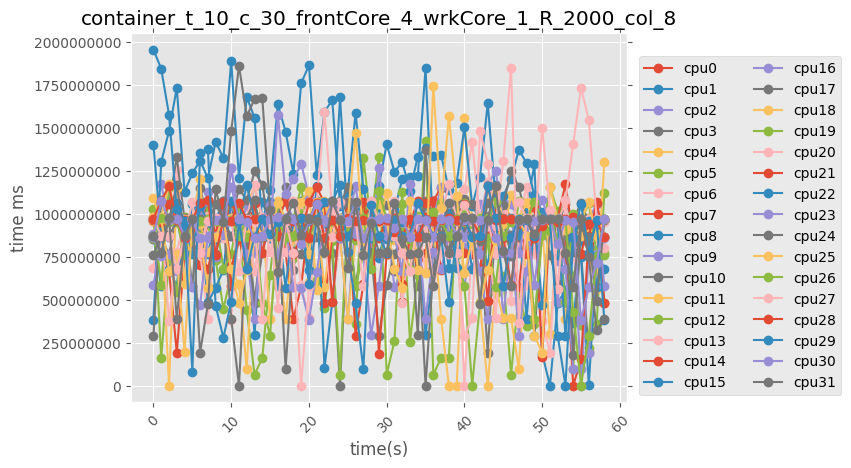 container_t_10_c_30_frontCore_4_wrkCore_1_R_2000_col_8
time ms
2000000000
1750000000
1500000000
1250000000
1000000000
750000000
500000000
250000000
0
0
10
20
30
40
50
60
time(s)
cpu0
cpu1
cpu2
cpu3
cpu4
cpu5
cpu6
cpu7
cpu8
cpu9
cpu10
cpu11
cpu12
cpu13
cpu14
cpu15
cpu16
cpu17
cpu18
cpu19
cpu20
cpu21
cpu22
cpu23
cpu24
cpu25
cpu26
cpu27
cpu28
cpu29
cpu30
cpu31